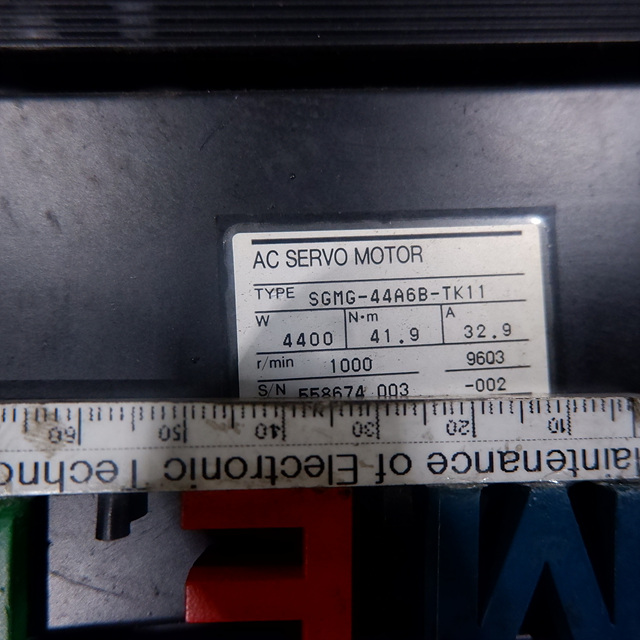 AC SERVO MOTOR
TYPE SGMG-44A6B-TK11
W 4400 N·m 41.9 A 32.9
r/min 1000 9603
S/N 558674 003 -002
60 50 40 30 20 10
aintenance of Electronic Techno
E